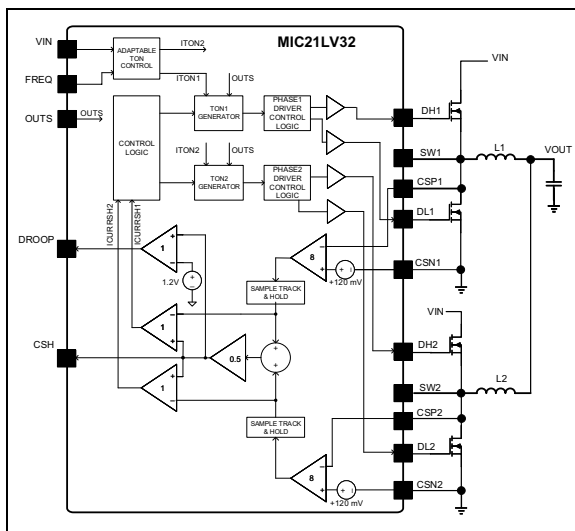 MIC21LV32
VIN
FREQ
OUTS
DROOP
CSH
ADAPTABLE
TON
CONTROL
ITON2
ITON1
OUTS
OUTS
CONTROL
LOGIC
TON1
GENERATOR
PHASE1
DRIVER
CONTROL
LOGIC
ITON2
OUTS
TON2
GENERATOR
PHASE2
DRIVER
CONTROL
LOGIC
ICURRSH2
ICURRSH1
1
+
-
1.2V
+
-
1
-
+
1
+
-
0.5
+
+
SAMPLE TRACK
& HOLD
SAMPLE TRACK
& HOLD
8
-
+
+120 mV
8
-
+
+120 mV
DH1
SW1
CSP1
DL1
CSN1
DH2
SW2
CSP2
DL2
CSN2
VIN
L1
VOUT
VIN
L2